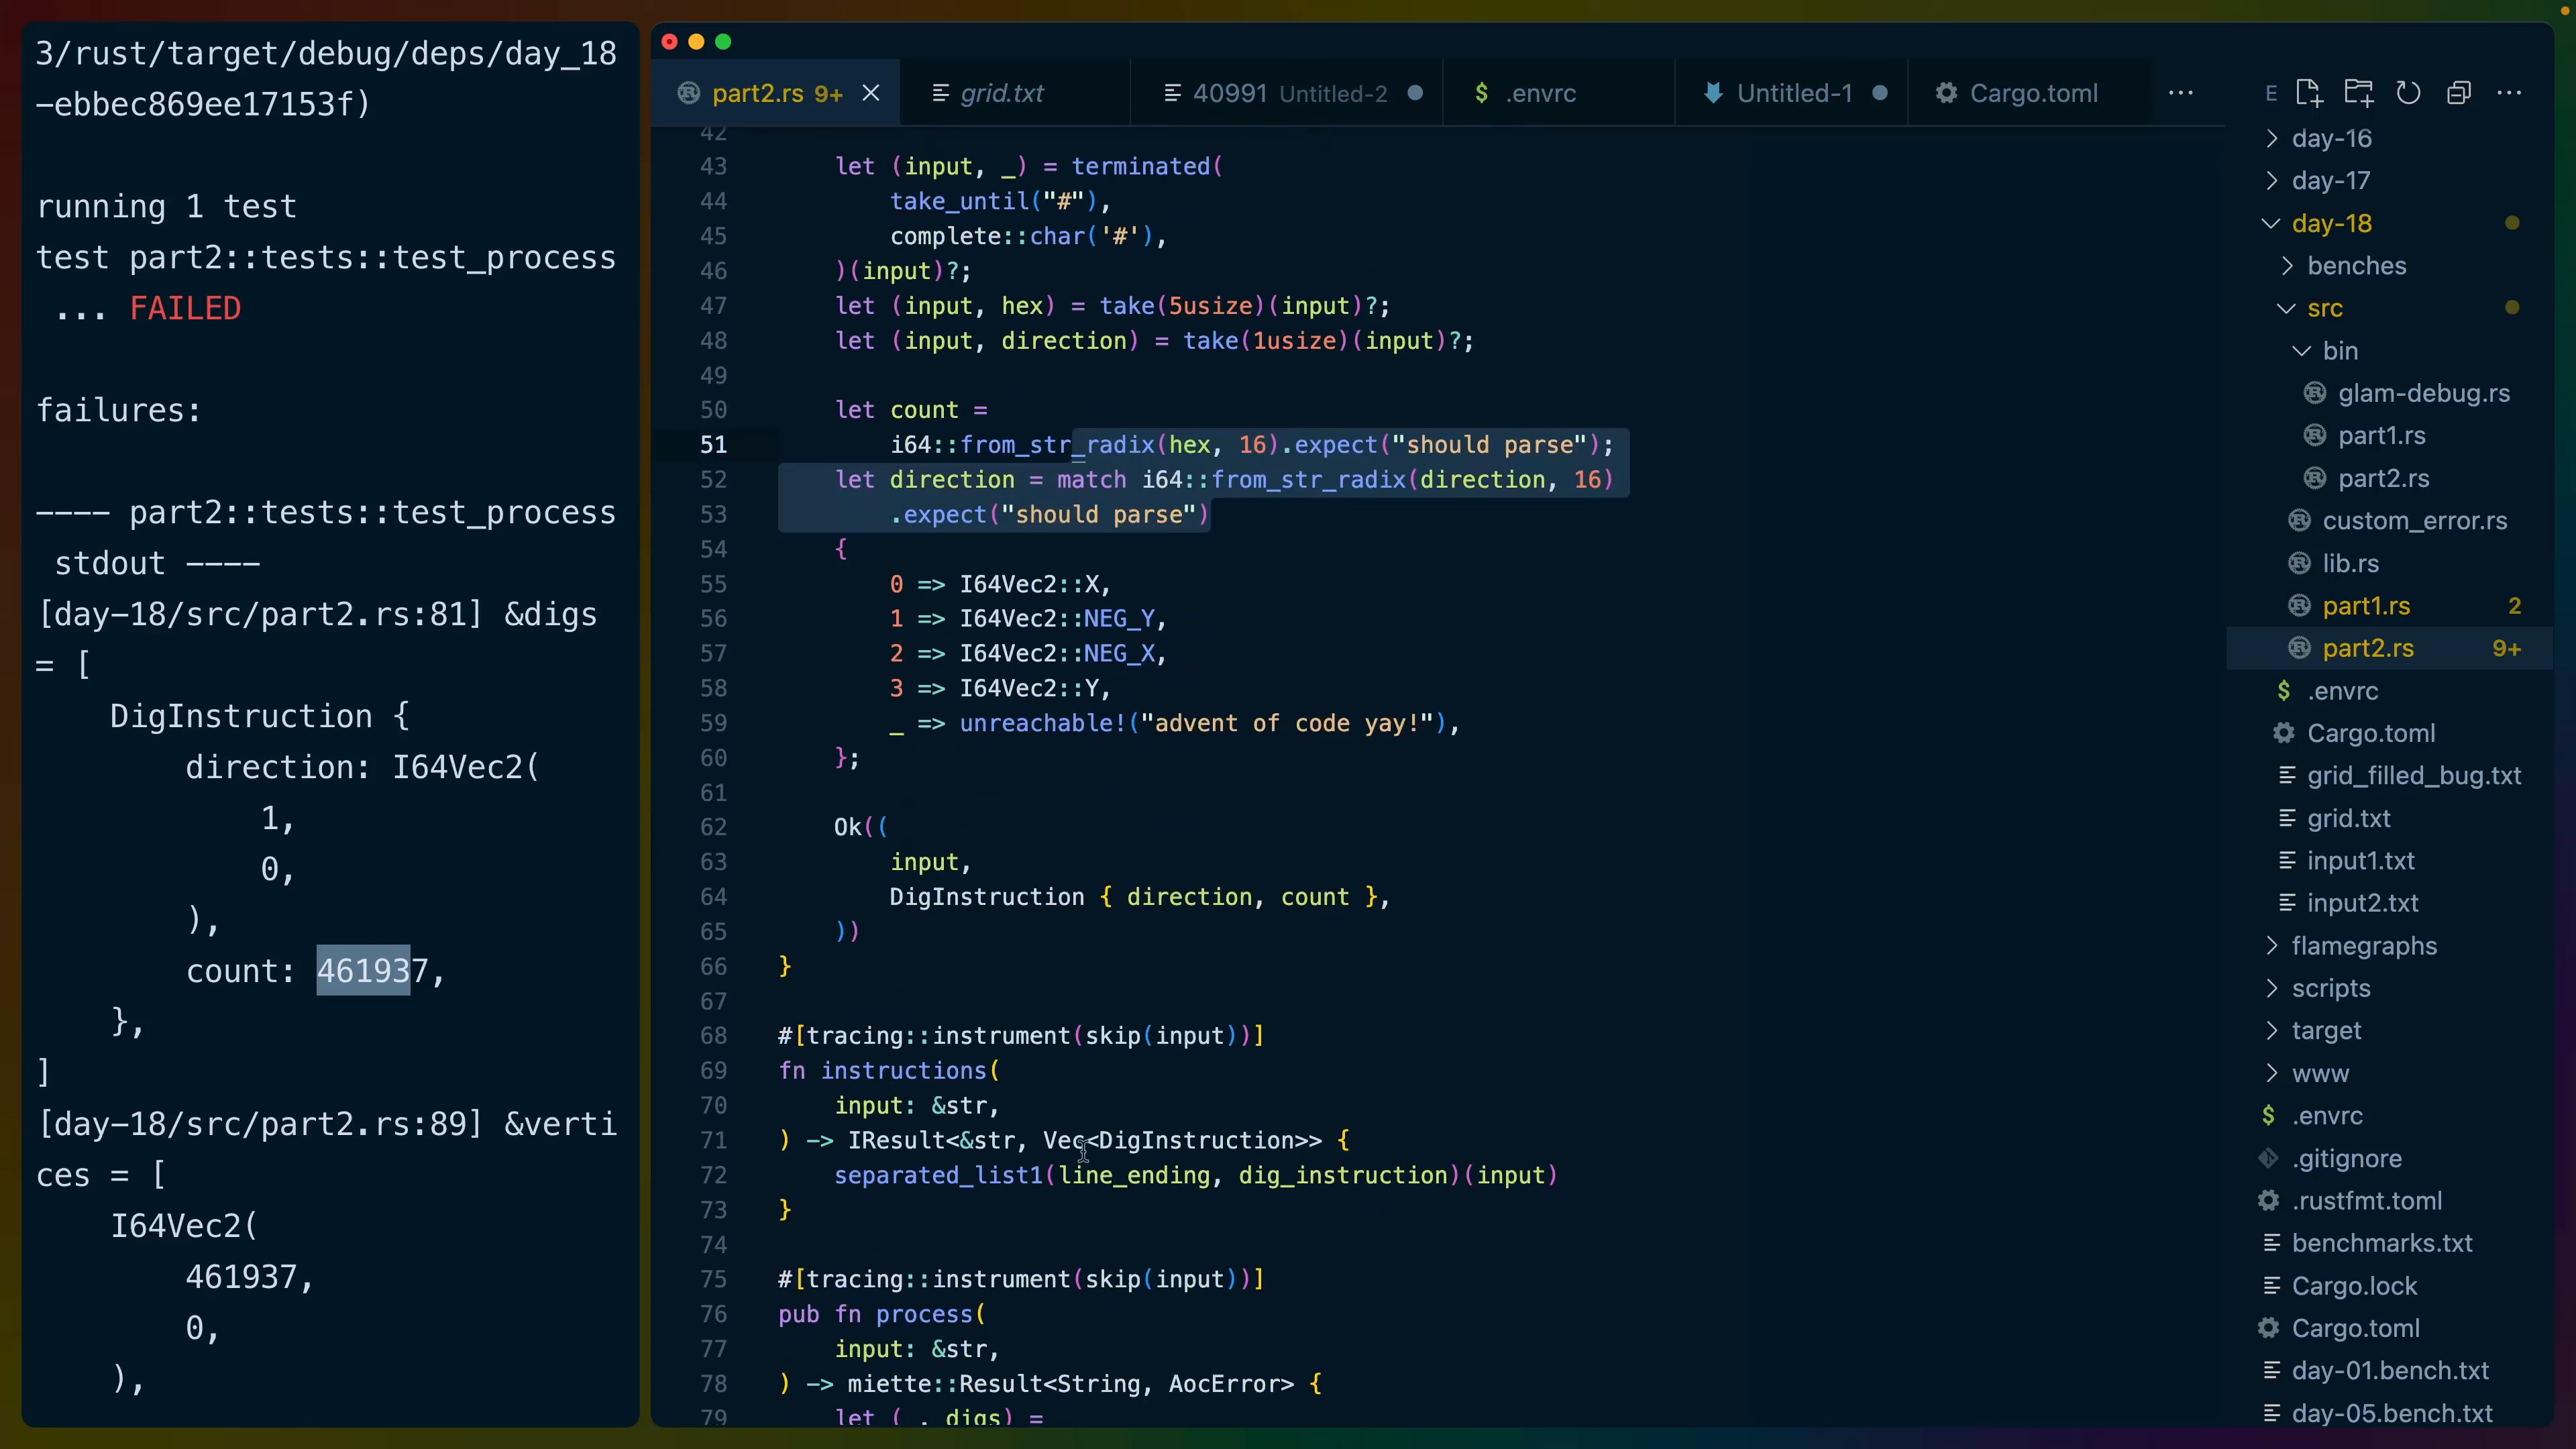 3/rust/target/debug/deps/day_18
-ebbec869ee17153f)
running 1 test
test part2::tests::test_process
... FAILED
failures:
---- part2::tests::test_process
stdout ----
[day-18/src/part2.rs:81] &digs
= [
DigInstruction {
direction: I64Vec2(
1,
0,
),
count: 461937,
},
]
[day-18/src/part2.rs:89] &verti
ces = [
I64Vec2(
461937,
0,
),
part2.rs 9+
grid.txt
40991 Untitled-2
$ .envrc
Untitled-1
Cargo.toml
42
43 let (input, _) = terminated(
44 take_until("#"),
45 complete::char('#'),
46 )(input)?;
47 let (input, hex) = take(5usize)(input)?;
48 let (input, direction) = take(1usize)(input)?;
49
50 let count =
51 i64::from_str_radix(hex, 16).expect("should parse");
52 let direction = match i64::from_str_radix(direction, 16)
53 .expect("should parse")
54 {
55 0 => I64Vec2::X,
56 1 => I64Vec2::NEG_Y,
57 2 => I64Vec2::NEG_X,
58 3 => I64Vec2::Y,
59 _ => unreachable!("advent of code yay!"),
60 };
61
62 Ok((
63 input,
64 DigInstruction { direction, count },
65 ))
66 }
67
68 #[tracing::instrument(skip(input))]
69 fn instructions(
70 input: &str,
71 ) -> IResult<&str, Vec<DigInstruction>> {
72 separated_list1(line_ending, dig_instruction)(input)
73 }
74
75 #[tracing::instrument(skip(input))]
76 pub fn process(
77 input: &str,
78 ) -> miette::Result<String, AocError> {
79 let (_, digs) =
E
day-16
day-17
day-18
benches
src
bin
glam-debug.rs
part1.rs
part2.rs
custom_error.rs
lib.rs
part1.rs 2
part2.rs 9+
$ .envrc
Cargo.toml
grid_filled_bug.txt
grid.txt
input1.txt
input2.txt
flamegraphs
scripts
target
www
$ .envrc
.gitignore
.rustfmt.toml
benchmarks.txt
Cargo.lock
Cargo.toml
day-01.bench.txt
day-05.bench.txt